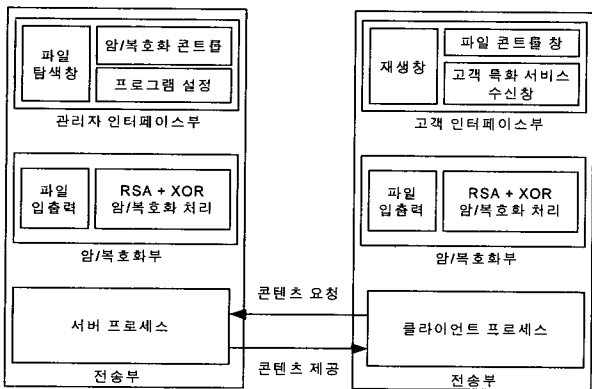 파일
탐색창
암/복호화 콘트롤
프로그램 설정
관리자 인터페이스부
파일
입출력
RSA + XOR
암/복호화 처리
암/복호화부
서버 프로세스
전송부
콘텐츠 요청
콘텐츠 제공
재생창
파일 콘트롤 창
고객 특화 서비스
수신창
고객 인터페이스부
파일
입출력
RSA + XOR
암/복호화 처리
암/복호화부
클라이언트 프로세스
전송부